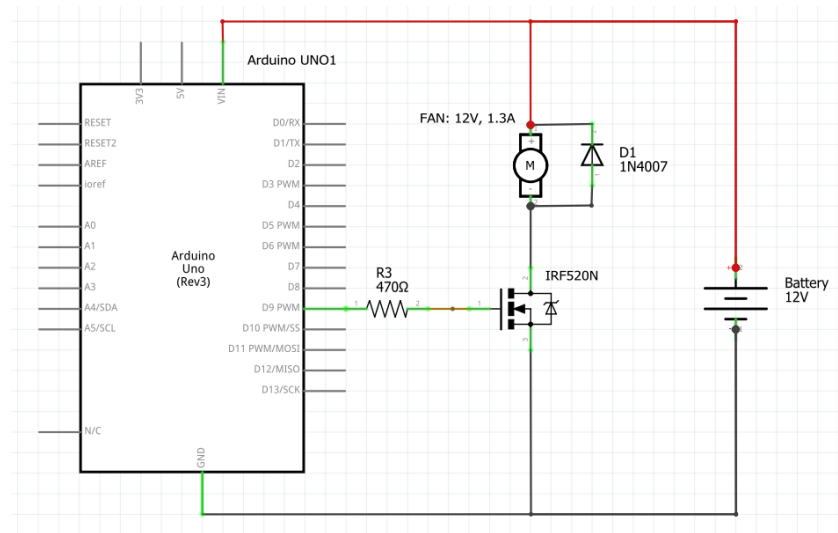 Arduino UNO1
3V3
5V
VIN
RESET
RESET2
AREF
ioref
A0
A1
A2
A3
A4/SDA
A5/SCL
N/C
D0/RX
D1/TX
D2
D3 PWM
D4
D5 PWM
D6 PWM
D7
D8
D9 PWM
D10 PWM/SS
D11 PWM/MOSI
D12/MISO
D13/SCK
GND
Arduino
Uno
(Rev3)
R3
470Ω
1
2
FAN: 12V, 1.3A
+
M
-
D1
1N4007
1
IRF520N
1
2
3
Battery
12V
+